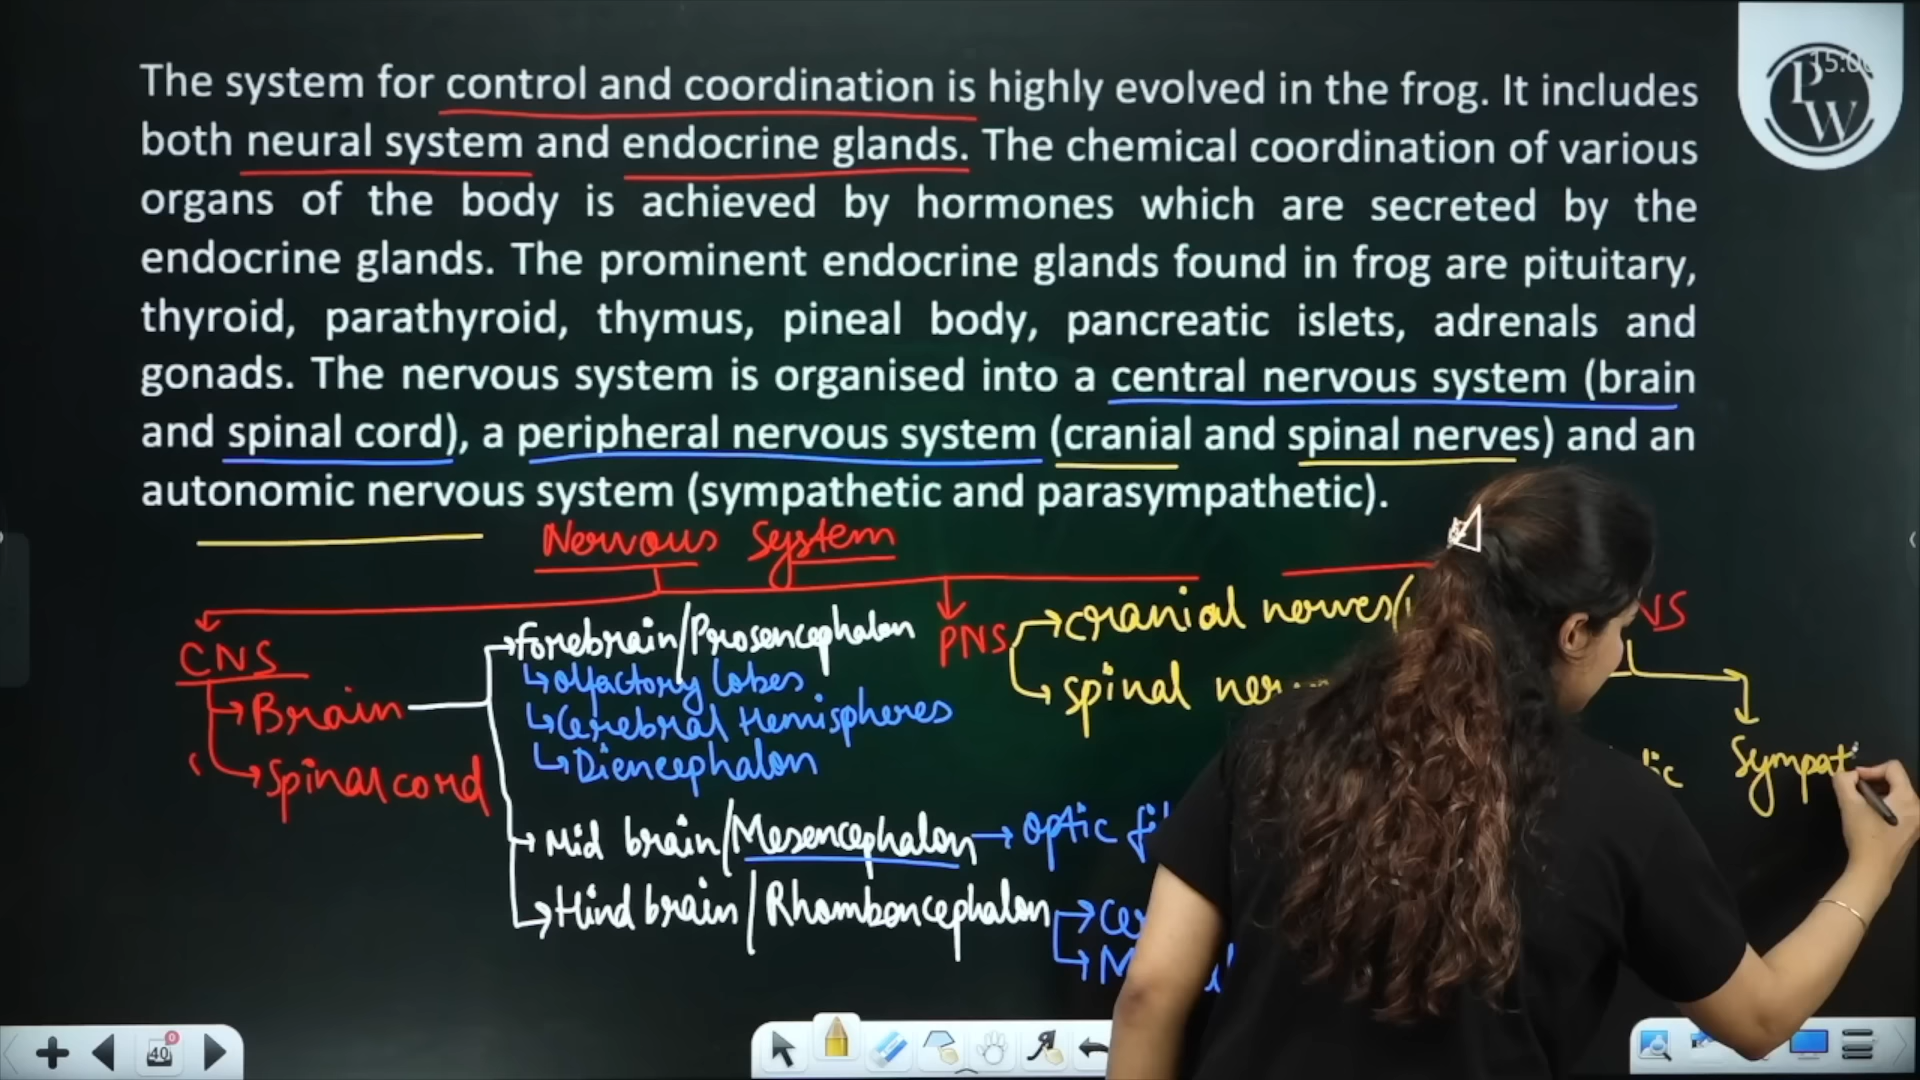 The system for control and coordination is highly evolved in the frog. It includes
both neural system and endocrine glands. The chemical coordination of various
organs of the body is achieved by hormones which are secreted by the
endocrine glands. The prominent endocrine glands found in frog are pituitary,
thyroid, parathyroid, thymus, pineal body, pancreatic islets, adrenals and
gonads. The nervous system is organised into a central nervous system (brain
and spinal cord), a peripheral nervous system (cranial and spinal nerves) and an
autonomic nervous system (sympathetic and parasympathetic).
PW
Nervous System
CNS
Brain
Spinal cord
Forebrain/Prosencephalon
Olfactory Lobes
Cerebral Hemispheres
Diencephalon
Mid brain/Mesencephalon → Optic
Hind brain/Rhomboncephalon
PNS
cranial nerves(
spinal
NS
Sympat
40
0